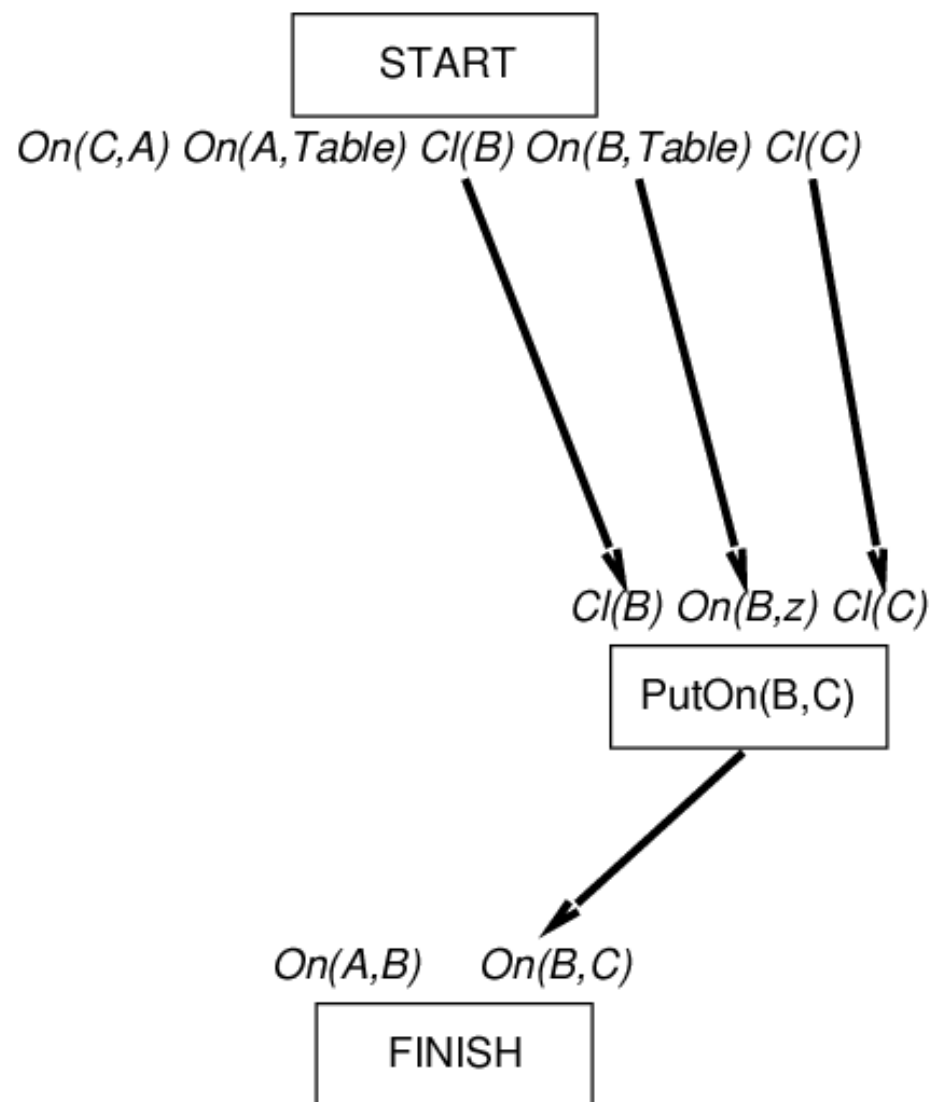 START
On(C,A) On(A,Table) Cl(B) On(B,Table) Cl(C)
Cl(B) On(B,z) Cl(C)
PutOn(B,C)
On(A,B) On(B,C)
FINISH